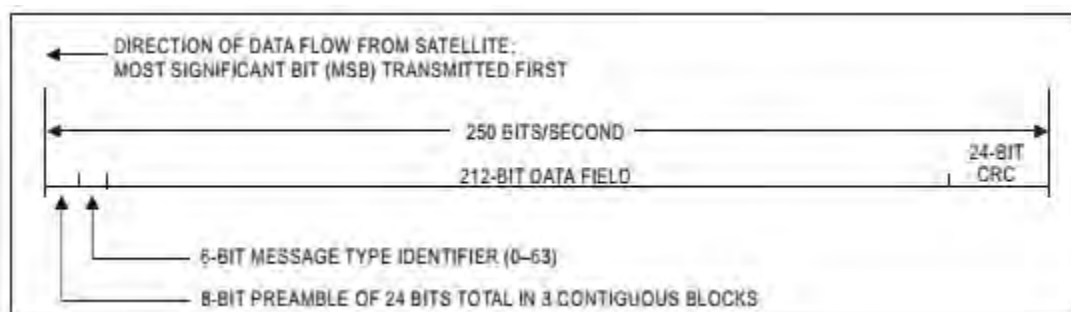 DIRECTION OF DATA FLOW FROM SATELLITE:
MOST SIGNIFICANT BIT (MSB) TRANSMITTED FIRST
250 BITS/SECOND
24-BIT
CRC
212-BIT DATA FIELD
6-BIT MESSAGE TYPE IDENTIFIER (0–63)
8-BIT PREAMBLE OF 24 BITS TOTAL IN 3 CONTIGUOUS BLOCKS